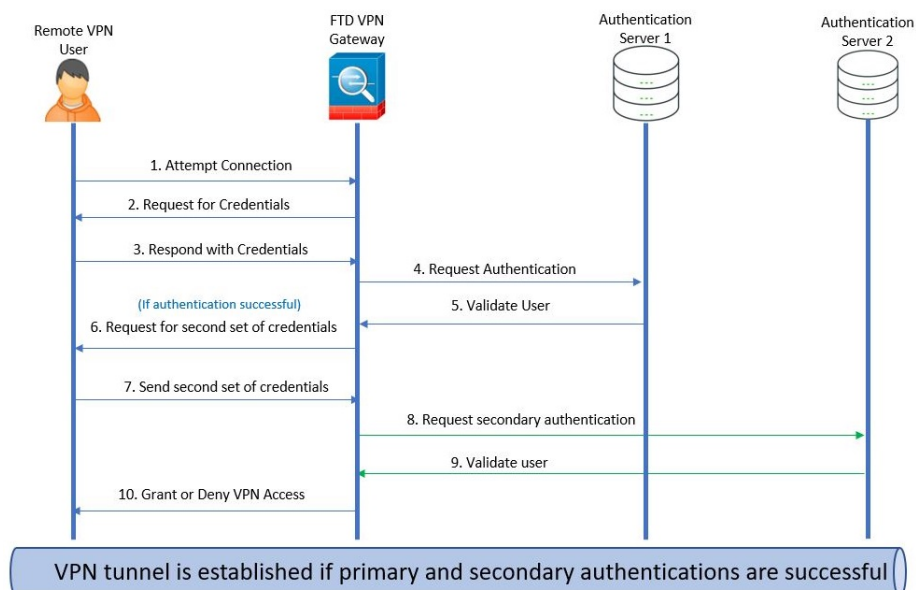 Remote VPN
User
FTD VPN
Gateway
Authentication
Server 1
Authentication
Server 2
1. Attempt Connection
2. Request for Credentials
3. Respond with Credentials
4. Request Authentication
5. Validate User
(If authentication successful)
6. Request for second set of credentials
7. Send second set of credentials
8. Request secondary authentication
9. Validate user
10. Grant or Deny VPN Access
VPN tunnel is established if primary and secondary authentications are successful